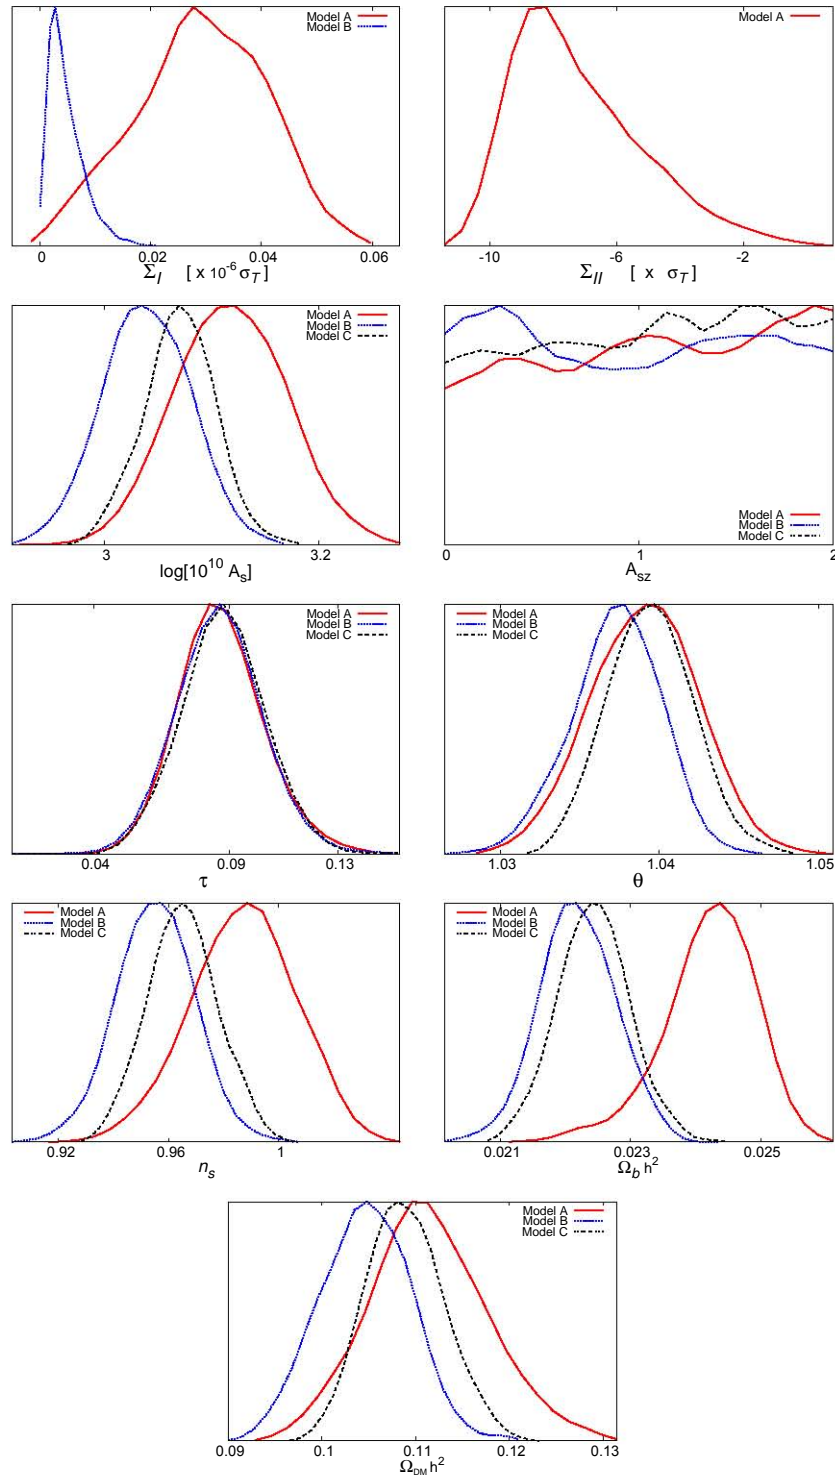 Model A
Model B
0 0.02 0.04 0.06
Σ_I [ x 10⁻⁶ σ_T]
Model A
-10 -6 -2
Σ_II [ x σ_T]
Model A
Model B
Model C
3 3.2
log[10¹⁰ A_s]
Model A
Model B
Model C
0 1 2
A_sz
Model A
Model B
Model C
0.04 0.09 0.13
τ
Model A
Model B
Model C
1.03 1.04 1.05
θ
Model A
Model B
Model C
0.92 0.96 1
n_s
Model A
Model B
Model C
0.021 0.023 0.025
Ω_b h²
Model A
Model B
Model C
0.09 0.1 0.11 0.12 0.13
Ω_DM h²